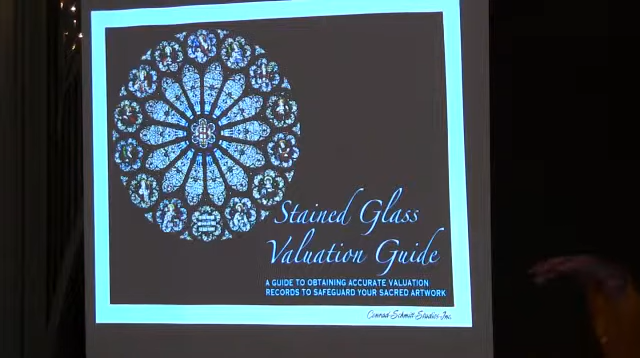 Stained Glass
Valuation Guide
A GUIDE TO OBTAINING ACCURATE VALUATION
RECORDS TO SAFEGUARD YOUR SACRED ARTWORK
Conrad Schmitt Studios Inc.